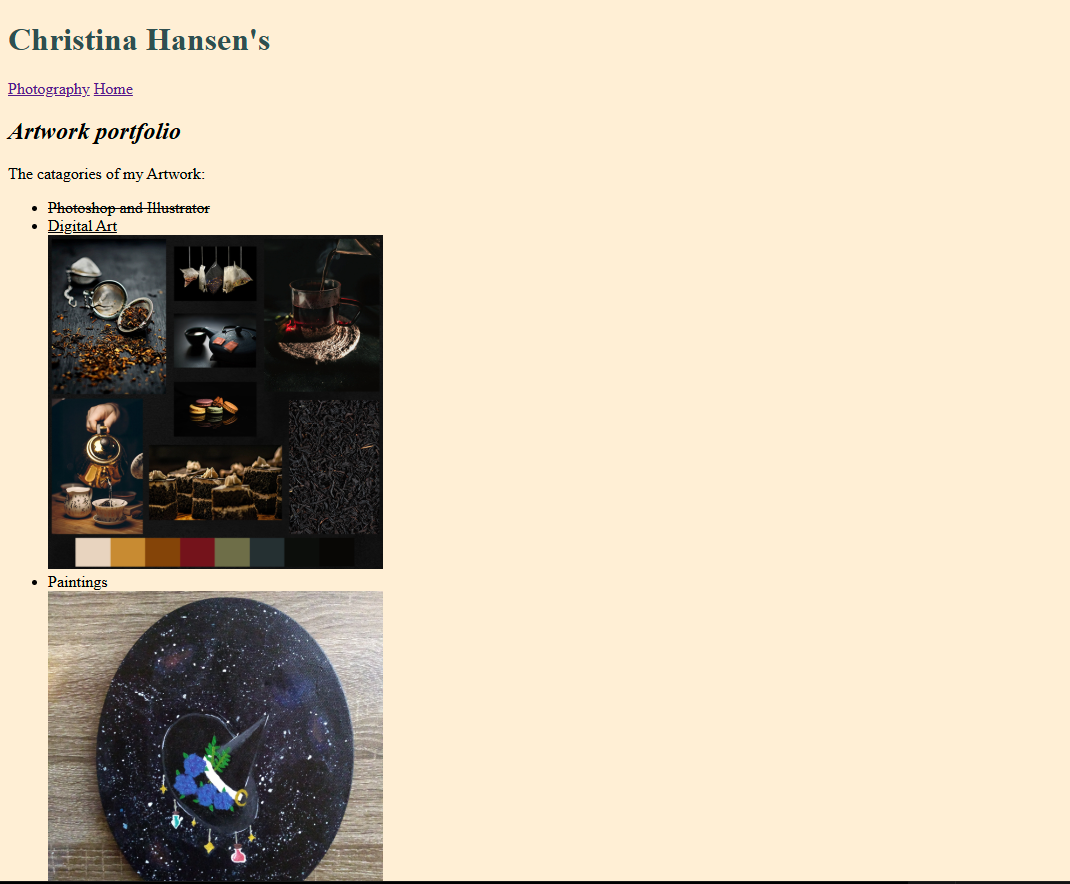 Christina Hansen's
Photography Home
Artwork portfolio
The catagories of my Artwork:
Photoshop and Illustrator
Digital Art
Paintings